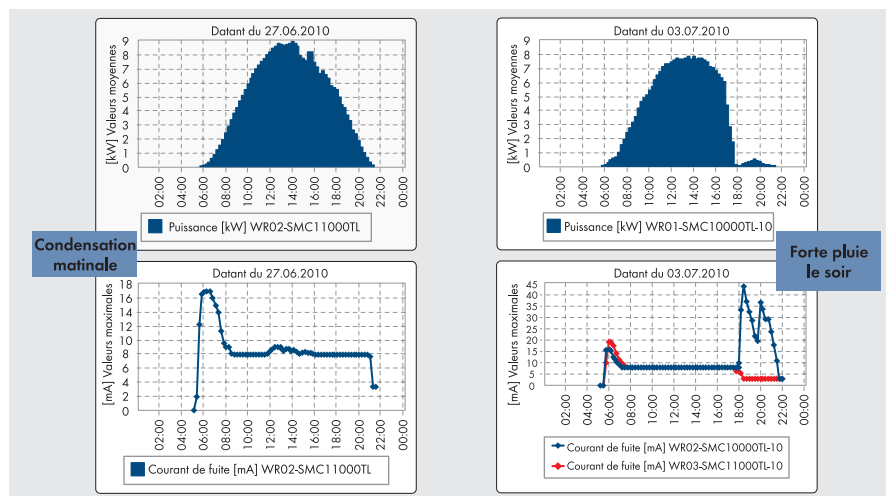 Datant du 27.06.2010
[kW] Valeurs moyennes
9
8
7
6
5
4
3
2
1
0
02:00 04:00 06:00 08:00 10:00 12:00 14:00 16:00 18:00 20:00 22:00 00:00
Puissance [kW] WR02-SMC11000TL
Datant du 03.07.2010
[kW] Valeurs moyennes
9
8
7
6
5
4
3
2
1
0
02:00 04:00 06:00 08:00 10:00 12:00 14:00 16:00 18:00 20:00 22:00 00:00
Puissance [kW] WR01-SMC10000TL-10
Condensation
matinale
Forte pluie
le soir
Datant du 27.06.2010
[mA] Valeurs maximales
18
16
14
12
10
8
6
4
2
0
02:00 04:00 06:00 08:00 10:00 12:00 14:00 16:00 18:00 20:00 22:00 00:00
Courant de fuite [mA] WR02-SMC11000TL
Datant du 03.07.2010
[mA] Valeurs maximales
45
40
35
30
25
20
15
10
5
0
02:00 04:00 06:00 08:00 10:00 12:00 14:00 16:00 18:00 20:00 22:00 00:00
Courant de fuite [mA] WR02-SMC10000TL-10
Courant de fuite [mA] WR03-SMC11000TL-10